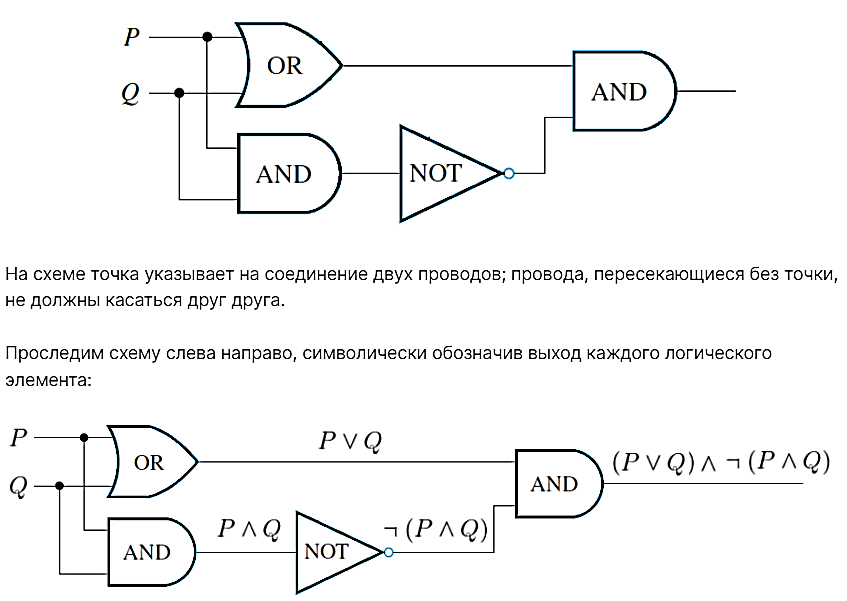 P
OR
AND
Q
AND
NOT
На схеме точка указывает на соединение двух проводов; провода, пересекающиеся без точки,
не должны касаться друг друга.
Проследим схему слева направо, символически обозначив выход каждого логического
элемента:
P
OR
P ∨ Q
(P ∨ Q) ∧ ¬ (P ∧ Q)
Q
AND
P ∧ Q
¬ (P ∧ Q)
AND
NOT